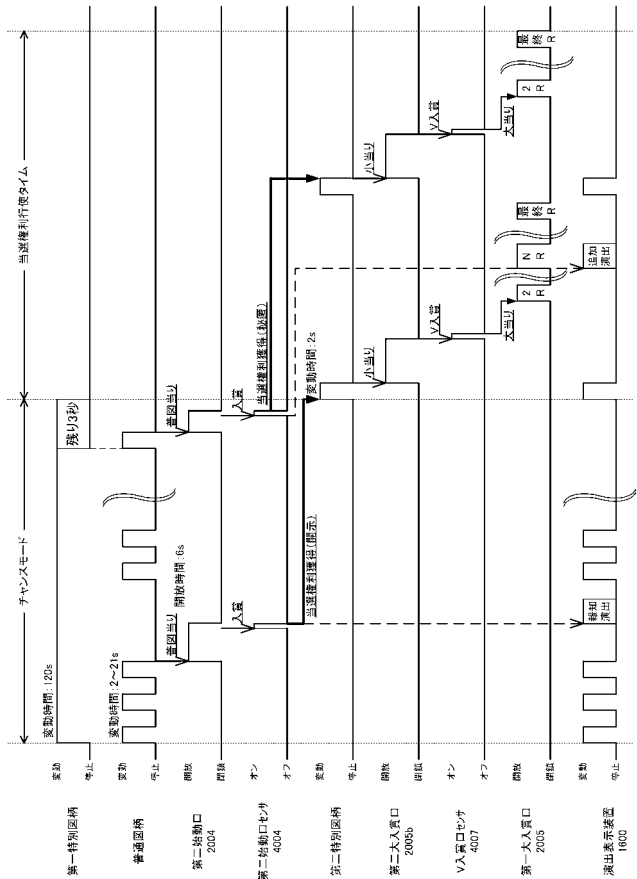 チャンスモード
当選権利行使タイム
第一特別図柄
変動
停止
変動時間:120s
残り3秒
普通図柄
変動
停止
変動時間:2～21s
普図当り
普図当り
第二始動口
2004
開放
閉鎖
開放時間:6s
入賞
入賞
第二始動口センサ
4004
オン
オフ
当選権利獲得(開示)
当選権利獲得(秘匿)
第二特別図柄
変動
停止
変動時間:2s
小当り
小当り
第二大入賞口
2005b
開放
閉鎖
V入賞
V入賞
V入賞口センサ
4007
オン
オフ
大当り
大当り
第一大入賞口
2005
開放
閉鎖
2
R
N
R
最
終
R
2
R
最
終
R
演出表示装置
1600
変動
停止
報知
演出
追加
演出